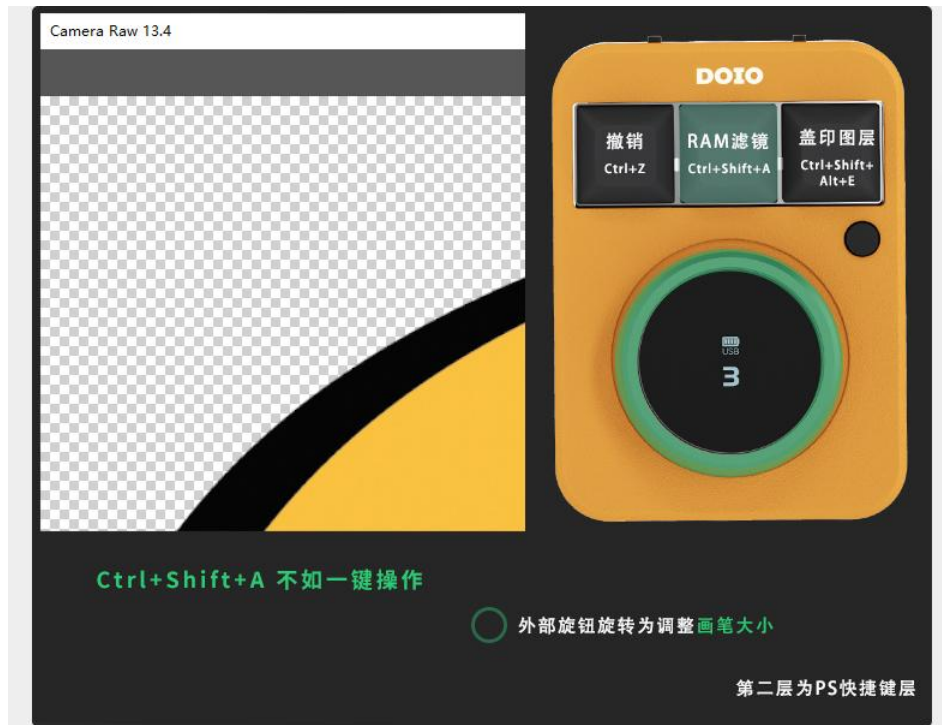 Camera Raw 13.4
DOIO
撤销
Ctrl+Z
RAM滤镜
Ctrl+Shift+A
盖印图层
Ctrl+Shift+
Alt+E
USB
3
Ctrl+Shift+A 不如一键操作
外部旋钮旋转为调整画笔大小
第二层为PS快捷键层